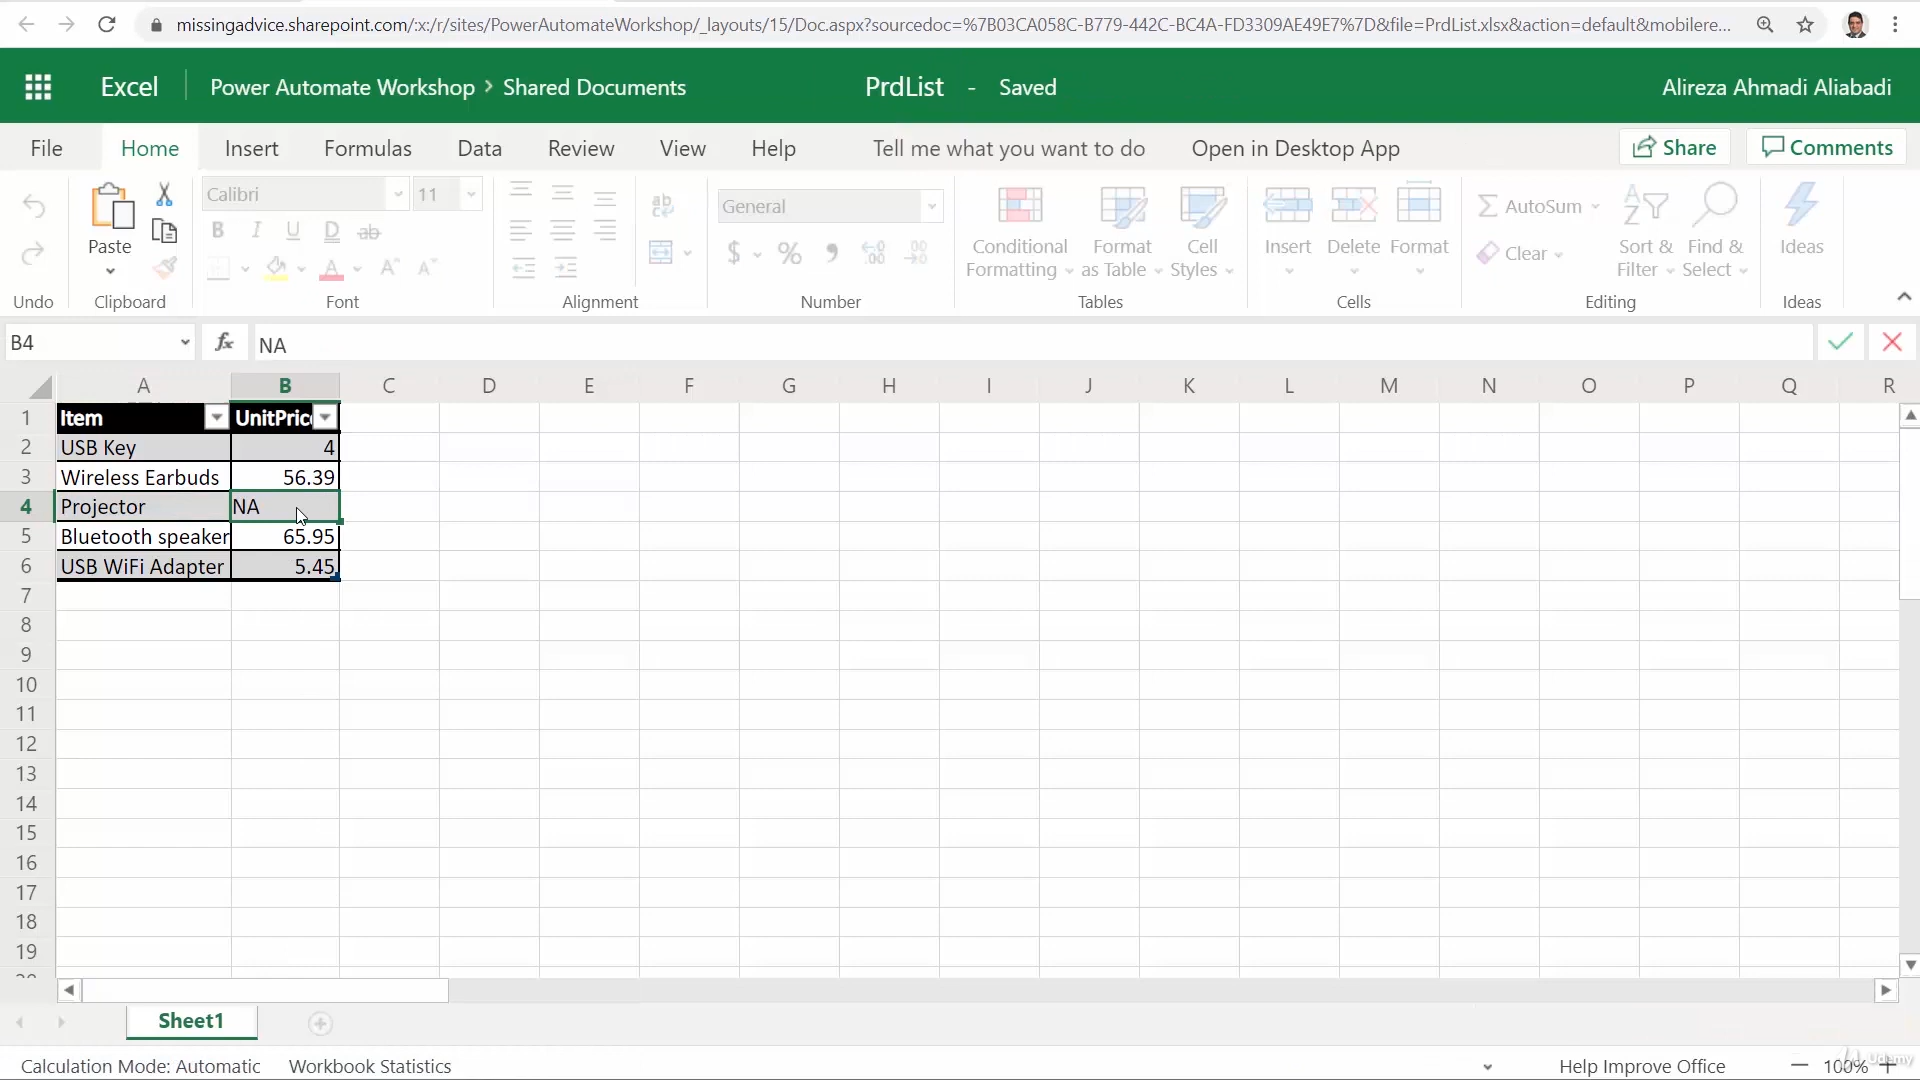 missingadvice.sharepoint.com/:x:/r/sites/PowerAutomateWorkshop/_layouts/15/Doc.aspx?sourcedoc=%7B03CA058C-B779-442C-BC4A-FD3309AE49E7%7D&file=PrdList.xlsx&action=default&mobilere...
Excel Power Automate Workshop > Shared Documents PrdList - Saved Alireza Ahmadi Aliabadi
File Home Insert Formulas Data Review View Help Tell me what you want to do Open in Desktop App Share Comments
Calibri 11 General AutoSum
Paste Conditional Formatting Format as Table Cell Styles Insert Delete Format Clear Sort & Filter Find & Select Ideas
Undo Clipboard Font Alignment Number Tables Cells Editing Ideas
B4 fx NA
A B C D E F G H I J K L M N O P Q R
1 Item UnitPric
2 USB Key 4
3 Wireless Earbuds 56.39
4 Projector NA
5 Bluetooth speaker 65.95
6 USB WiFi Adapter 5.45
7
8
9
10
11
12
13
14
15
16
17
18
19
Sheet1
Calculation Mode: Automatic Workbook Statistics Help Improve Office — 100% +
Udemy